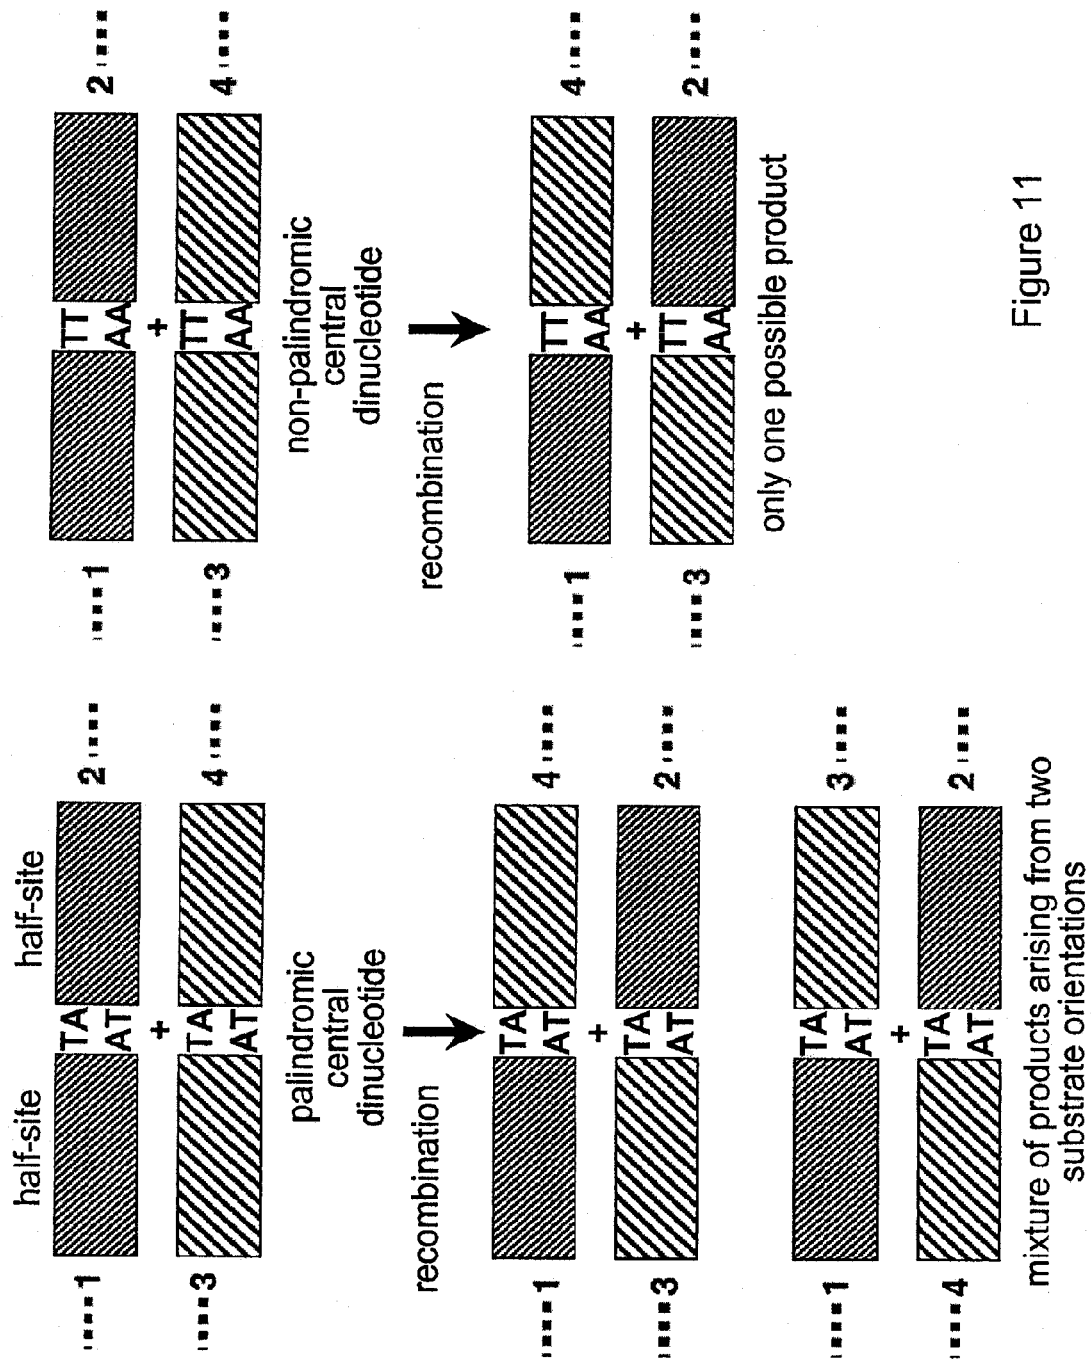 half-site half-site
1 TA 2
AT
+
3 TA 4
AT
palindromic
central
dinucleotide
recombination
1 TA 4
AT
+
3 TA 2
AT
1 TA 3
AT
+
4 TA 2
AT
mixture of products arising from two
substrate orientations
1 TT 2
AA
+
3 TT 4
AA
non-palindromic
central
dinucleotide
recombination
1 TT 4
AA
+
3 TT 2
AA
only one possible product
Figure 11